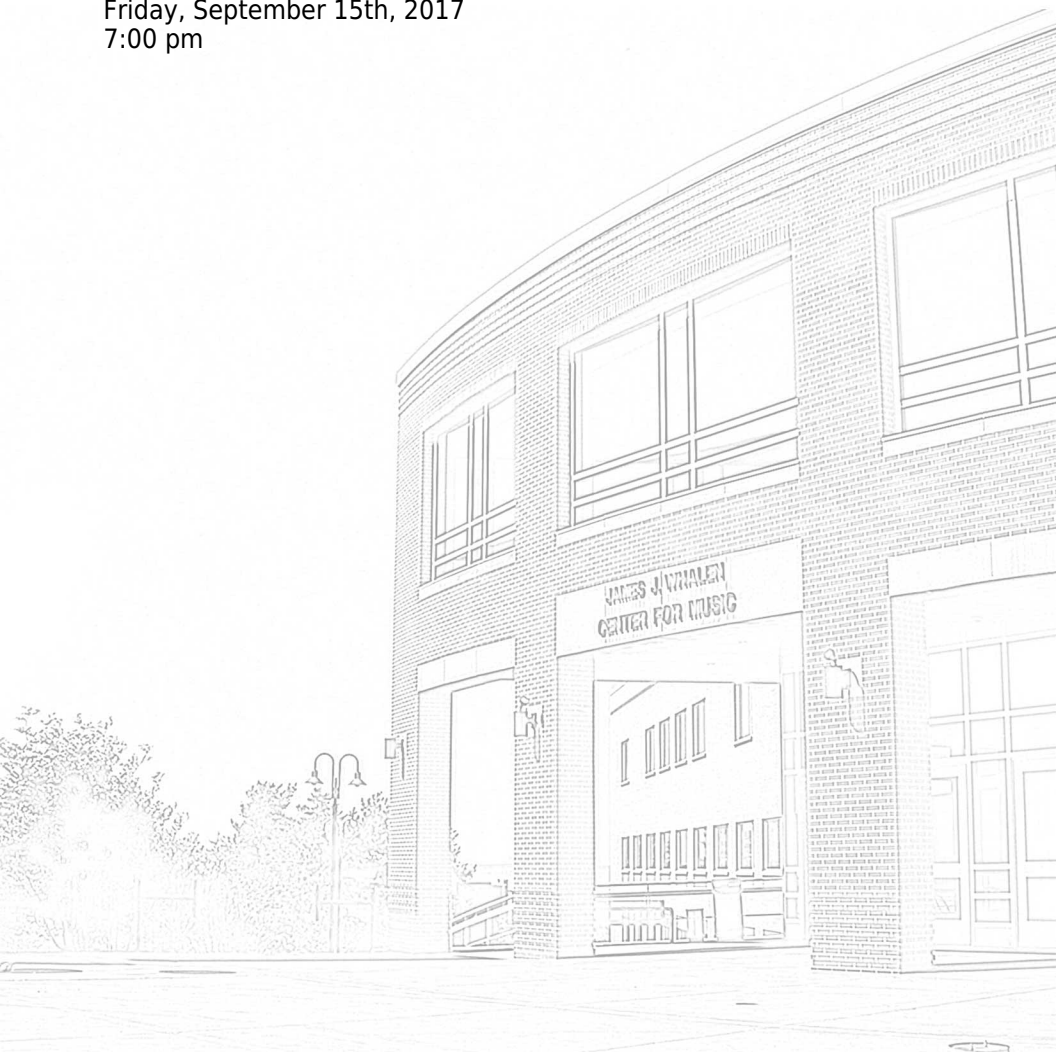 Friday, September 15th, 2017
7:00 pm
JAMES J. WHALEN
CENTER FOR MUSIC